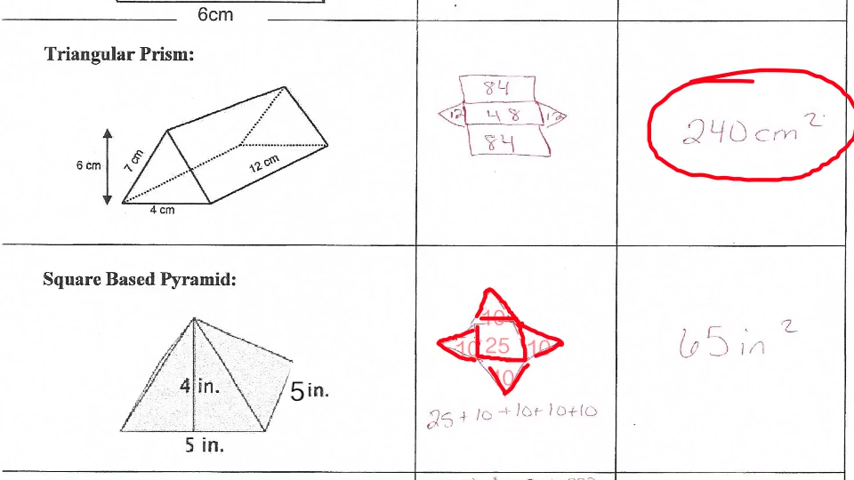 6cm
Triangular Prism:
84
12 48 12
84
240 cm²
6 cm
7 cm
12 cm
4 cm
Square Based Pyramid:
10
10 25 10
10
25 + 10 + 10 + 10 + 10
65 in²
4 in.
5 in.
5 in.